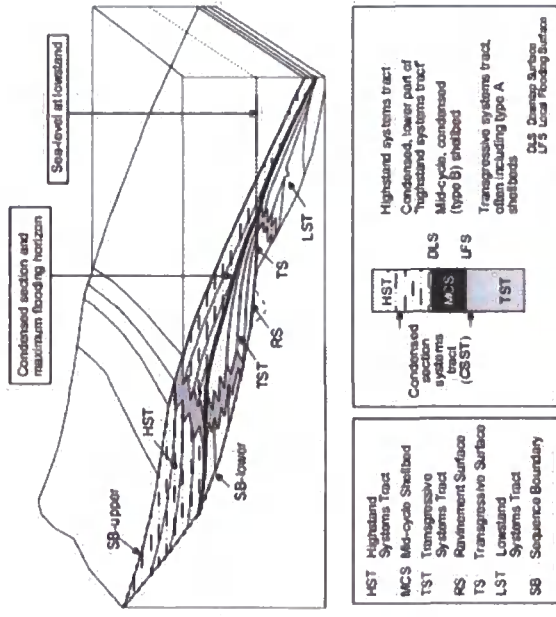 Condensed section and
maximum flooding horizon
Sea-level at lowstand
SB-upper
HST
SB-lower
TST
RS
TS
LST
HST Highstand
Systems Tract
MCS Mid-cycle Shellbed
TST Transgressive
Systems Tract
RS Ravinement Surface
TS Transgressive Surface
LST Lowstand
Systems Tract
SB Sequence Boundary
Condensed
section
systems
tract
(CSST)
HST
MCS
TST
DLS
LFS
Highstand systems tract
Condensed, lower part of
"highstand systems tract"
Mid-cycle, condensed
(type B) shellbed
Transgressive systems tract,
often including type A
shellbeds
DLS Downlap Surface
LFS Local Flooding Surface